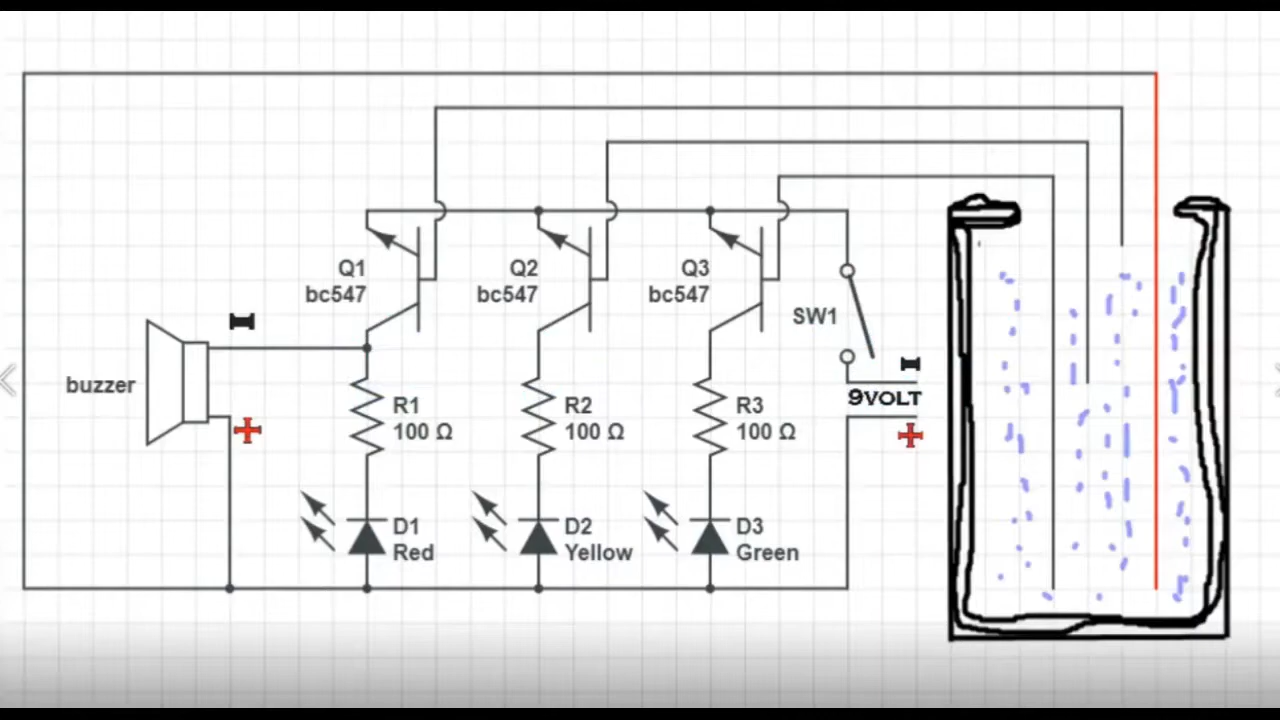 Q1
bc547
Q2
bc547
Q3
bc547
SW1
buzzer
9VOLT
R1
100 Ω
R2
100 Ω
R3
100 Ω
D1
Red
D2
Yellow
D3
Green